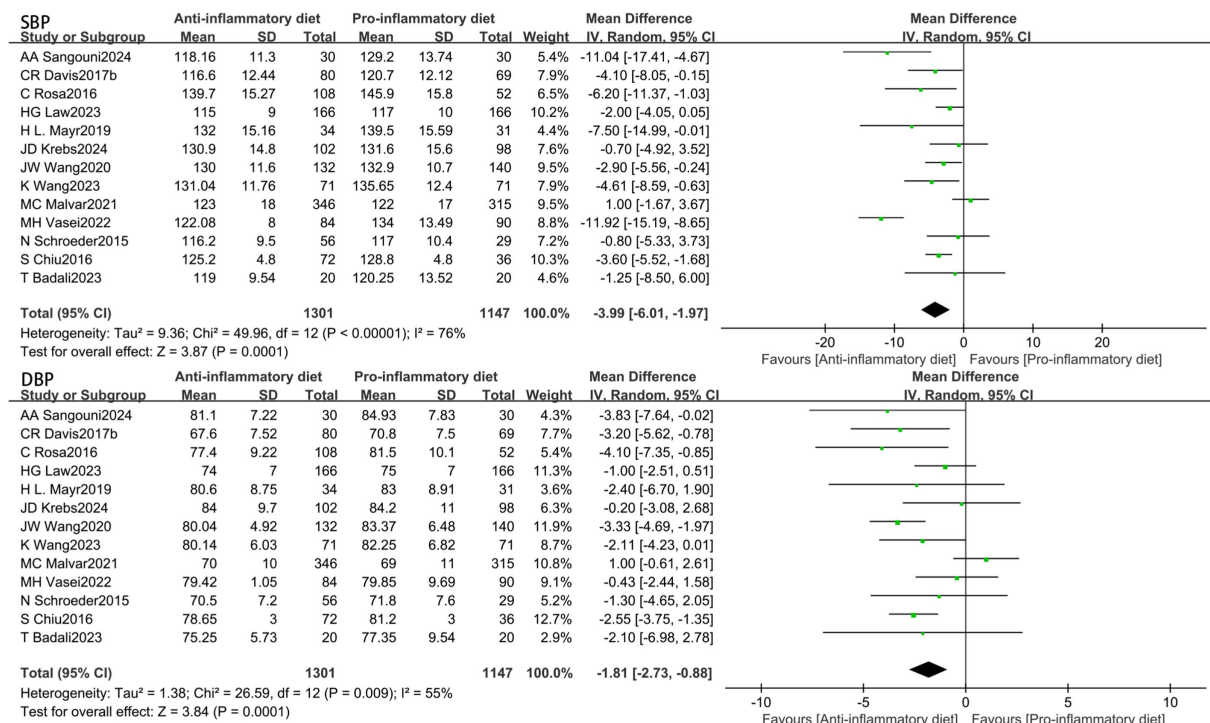 SBP Anti-inflammatory diet Pro-inflammatory diet Mean Difference Mean Difference
Study or Subgroup Mean SD Total Mean SD Total Weight IV, Random, 95% CI IV, Random, 95% CI
AA Sangouni2024 118.16 11.3 30 129.2 13.74 30 5.4% -11.04 [-17.41, -4.67]
CR Davis2017b 116.6 12.44 80 120.7 12.12 69 7.9% -4.10 [-8.05, -0.15]
C Rosa2016 139.7 15.27 108 145.9 15.8 52 6.5% -6.20 [-11.37, -1.03]
HG Law2023 115 9 166 117 10 166 10.2% -2.00 [-4.05, 0.05]
H L. Mayr2019 132 15.16 34 139.5 15.59 31 4.4% -7.50 [-14.99, -0.01]
JD Krebs2024 130.9 14.8 102 131.6 15.6 98 7.6% -0.70 [-4.92, 3.52]
JW Wang2020 130 11.6 132 132.9 10.7 140 9.5% -2.90 [-5.56, -0.24]
K Wang2023 131.04 11.76 71 135.65 12.4 71 7.9% -4.61 [-8.59, -0.63]
MC Malvar2021 123 18 346 122 17 315 9.5% 1.00 [-1.67, 3.67]
MH Vasei2022 122.08 8 84 134 13.49 90 8.8% -11.92 [-15.19, -8.65]
N Schroeder2015 116.2 9.5 56 117 10.4 29 7.2% -0.80 [-5.33, 3.73]
S Chiu2016 125.2 4.8 72 128.8 4.8 36 10.3% -3.60 [-5.52, -1.68]
T Badali2023 119 9.54 20 120.25 13.52 20 4.6% -1.25 [-8.50, 6.00]
Total (95% CI) 1301 1147 100.0% -3.99 [-6.01, -1.97]
Heterogeneity: Tau² = 9.36; Chi² = 49.96, df = 12 (P < 0.00001); I² = 76%
Test for overall effect: Z = 3.87 (P = 0.0001)
-20 -10 0 10 20
Favours [Anti-inflammatory diet] Favours [Pro-inflammatory diet]
DBP Anti-inflammatory diet Pro-inflammatory diet Mean Difference Mean Difference
Study or Subgroup Mean SD Total Mean SD Total Weight IV, Random, 95% CI IV, Random, 95% CI
AA Sangouni2024 81.1 7.22 30 84.93 7.83 30 4.3% -3.83 [-7.64, -0.02]
CR Davis2017b 67.6 7.52 80 70.8 7.5 69 7.7% -3.20 [-5.62, -0.78]
C Rosa2016 77.4 9.22 108 81.5 10.1 52 5.4% -4.10 [-7.35, -0.85]
HG Law2023 74 7 166 75 7 166 11.3% -1.00 [-2.51, 0.51]
H L. Mayr2019 80.6 8.75 34 83 8.91 31 3.6% -2.40 [-6.70, 1.90]
JD Krebs2024 84 9.7 102 84.2 11 98 6.3% -0.20 [-3.08, 2.68]
JW Wang2020 80.04 4.92 132 83.37 6.48 140 11.9% -3.33 [-4.69, -1.97]
K Wang2023 80.14 6.03 71 82.25 6.82 71 8.7% -2.11 [-4.23, 0.01]
MC Malvar2021 70 10 346 69 11 315 10.8% 1.00 [-0.61, 2.61]
MH Vasei2022 79.42 1.05 84 79.85 9.69 90 9.1% -0.43 [-2.44, 1.58]
N Schroeder2015 70.5 7.2 56 71.8 7.6 29 5.2% -1.30 [-4.65, 2.05]
S Chiu2016 78.65 3 72 81.2 3 36 12.7% -2.55 [-3.75, -1.35]
T Badali2023 75.25 5.73 20 77.35 9.54 20 2.9% -2.10 [-6.98, 2.78]
Total (95% CI) 1301 1147 100.0% -1.81 [-2.73, -0.88]
Heterogeneity: Tau² = 1.38; Chi² = 26.59, df = 12 (P = 0.009); I² = 55%
Test for overall effect: Z = 3.84 (P = 0.0001)
-10 -5 0 5 10
Favours [Anti-inflammatory diet] Favours [Pro-inflammatory diet]